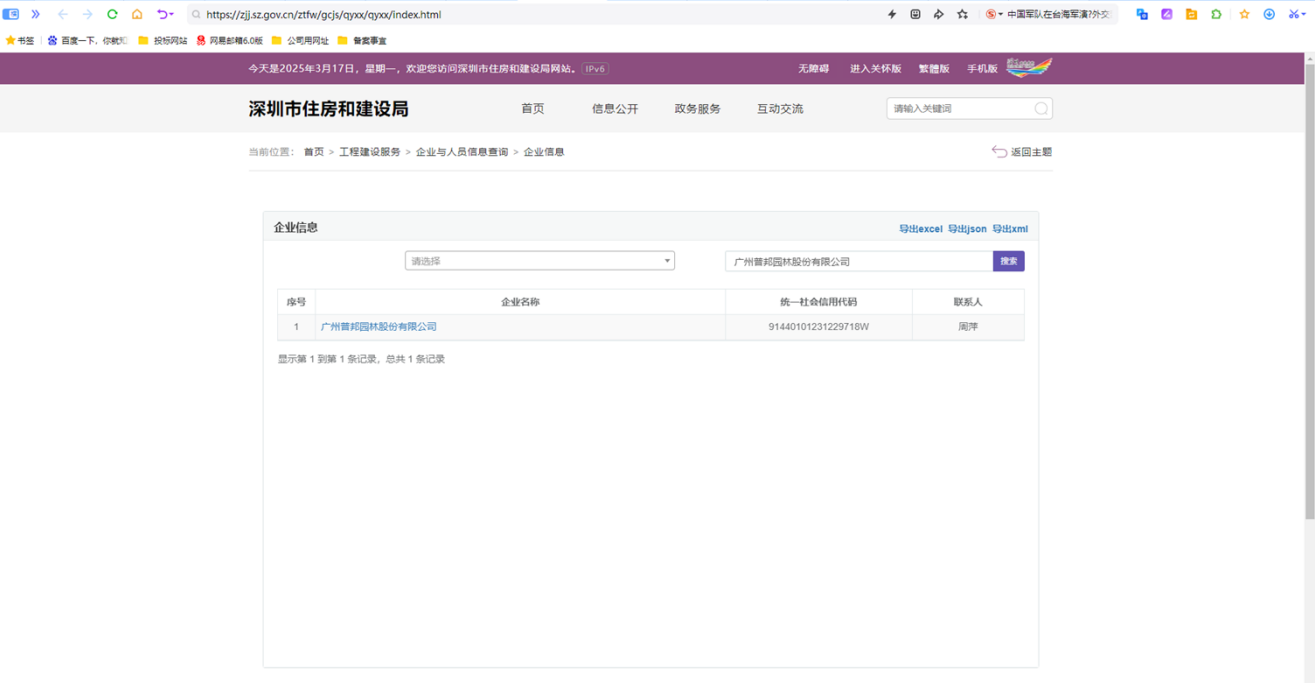 https://zjj.sz.gov.cn/ztfw/gcjs/qyxx/qyxx/index.html
中国军队在台海军演?外交
书签 百度一下，你就知 投标网站 网易邮箱6.0版 公司用网址 备案事宜
今天是2025年3月17日，星期一，欢迎您访问深圳市住房和建设局网站。 IPv6 无障碍 进入关怀版 繁體版 手机版
深圳市住房和建设局 首页 信息公开 政务服务 互动交流 请输入关键词
当前位置： 首页 > 工程建设服务 > 企业与人员信息查询 > 企业信息 返回主题
企业信息 导出excel 导出json 导出xml
请选择 广州普邦园林股份有限公司 搜索
序号 企业名称 统一社会信用代码 联系人
1 广州普邦园林股份有限公司 91440101231229718W 周萍
显示第 1 到第 1 条记录，总共 1 条记录